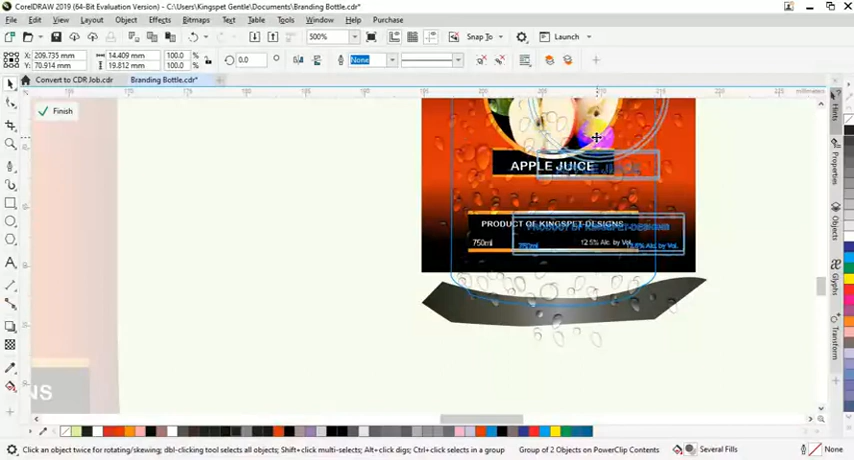 CorelDRAW 2019 (64-Bit Evaluation Version) - C:\Users\Kingspet Gentle\Documents\Branding Bottle.cdr*
File Edit View Layout Object Effects Bitmaps Text Table Tools Window Help Purchase
500% Snap To Launch
X: 209.735 mm 14.409 mm 100.0 % 0.0 ° None
Y: 70.914 mm 19.812 mm 100.0 %
Convert to CDR Job.cdr Branding Bottle.cdr*
millimeters
Finish
Hints
Properties
Objects
Glyphs
Transform
APPLE JUICE
PRODUCT OF KINGSPET-DESIGNS
750ml 12.5% Alc. by Vol.
NS
Click an object twice for rotating/skewing; dbl-clicking tool selects all objects; Shift+click multi-selects; Alt+click digs; Ctrl+click selects in a group Group of 2 Objects on PowerClip Contents Several Fills None